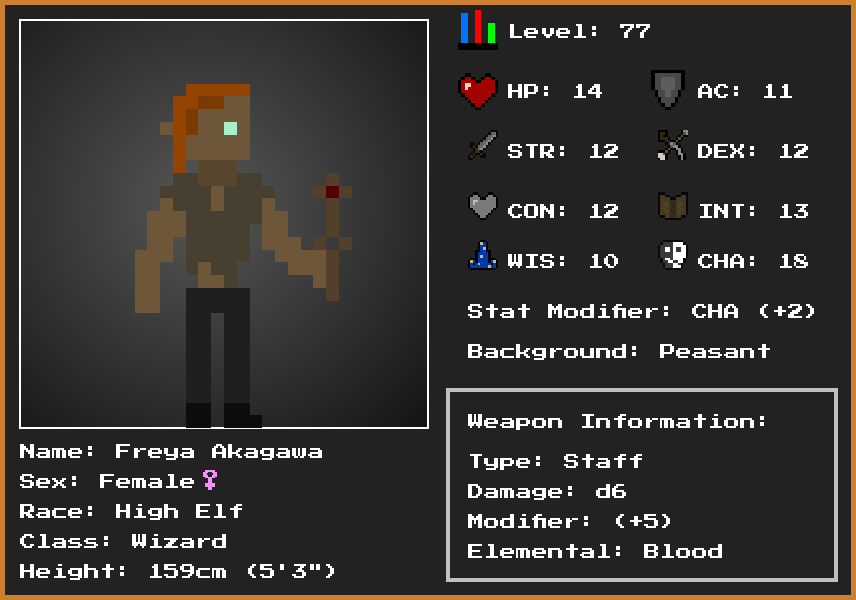 Level: 77
HP: 14 AC: 11
STR: 12 DEX: 12
CON: 12 INT: 13
WIS: 10 CHA: 18
Stat Modifier: CHA (+2)
Background: Peasant
Weapon Information:
Type: Staff
Damage: d6
Modifier: (+5)
Elemental: Blood
Name: Freya Akagawa
Sex: Female♀
Race: High Elf
Class: Wizard
Height: 159cm (5'3")